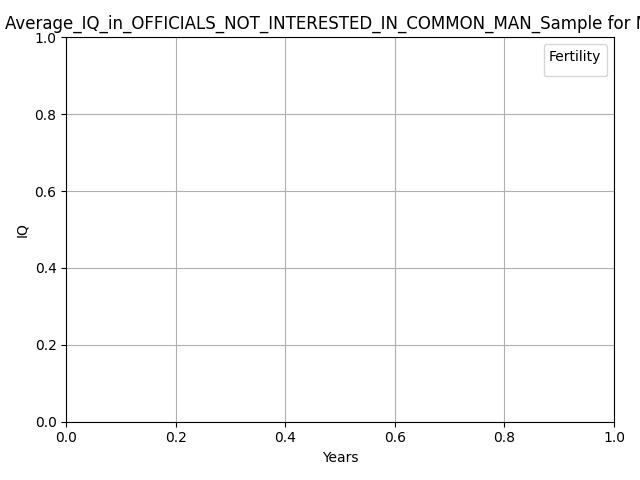 Average_IQ_in_OFFICIALS_NOT_INTERESTED_IN_COMMON_MAN_Sample for
Fertility
1.0
0.8
0.6
0.4
0.2
0.0
IQ
0.0 0.2 0.4 0.6 0.8 1.0
Years